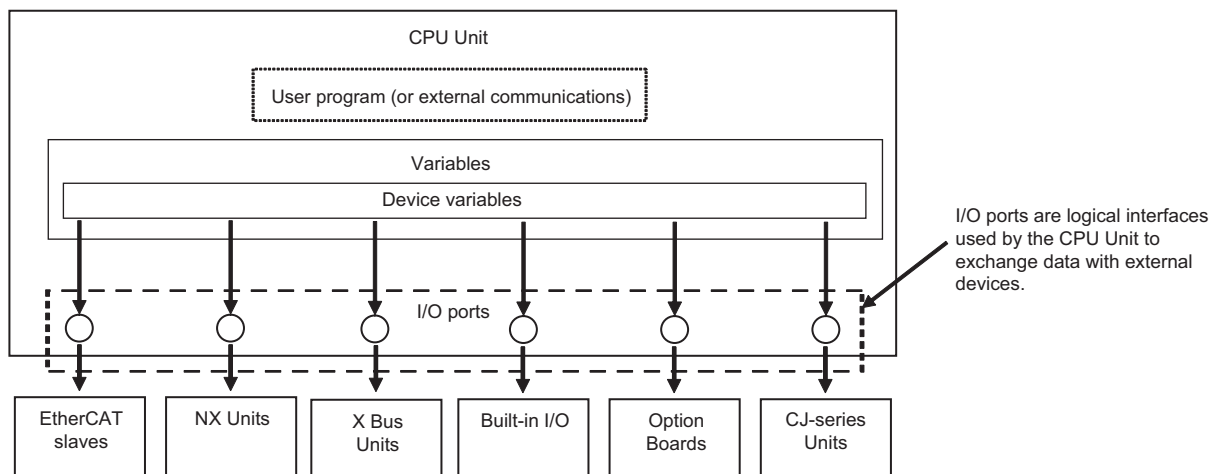 CPU Unit
User program (or external communications)
Variables
Device variables
I/O ports are logical interfaces
used by the CPU Unit to
exchange data with external
devices.
I/O ports
EtherCAT
slaves
NX Units
X Bus
Units
Built-in I/O
Option
Boards
CJ-series
Units